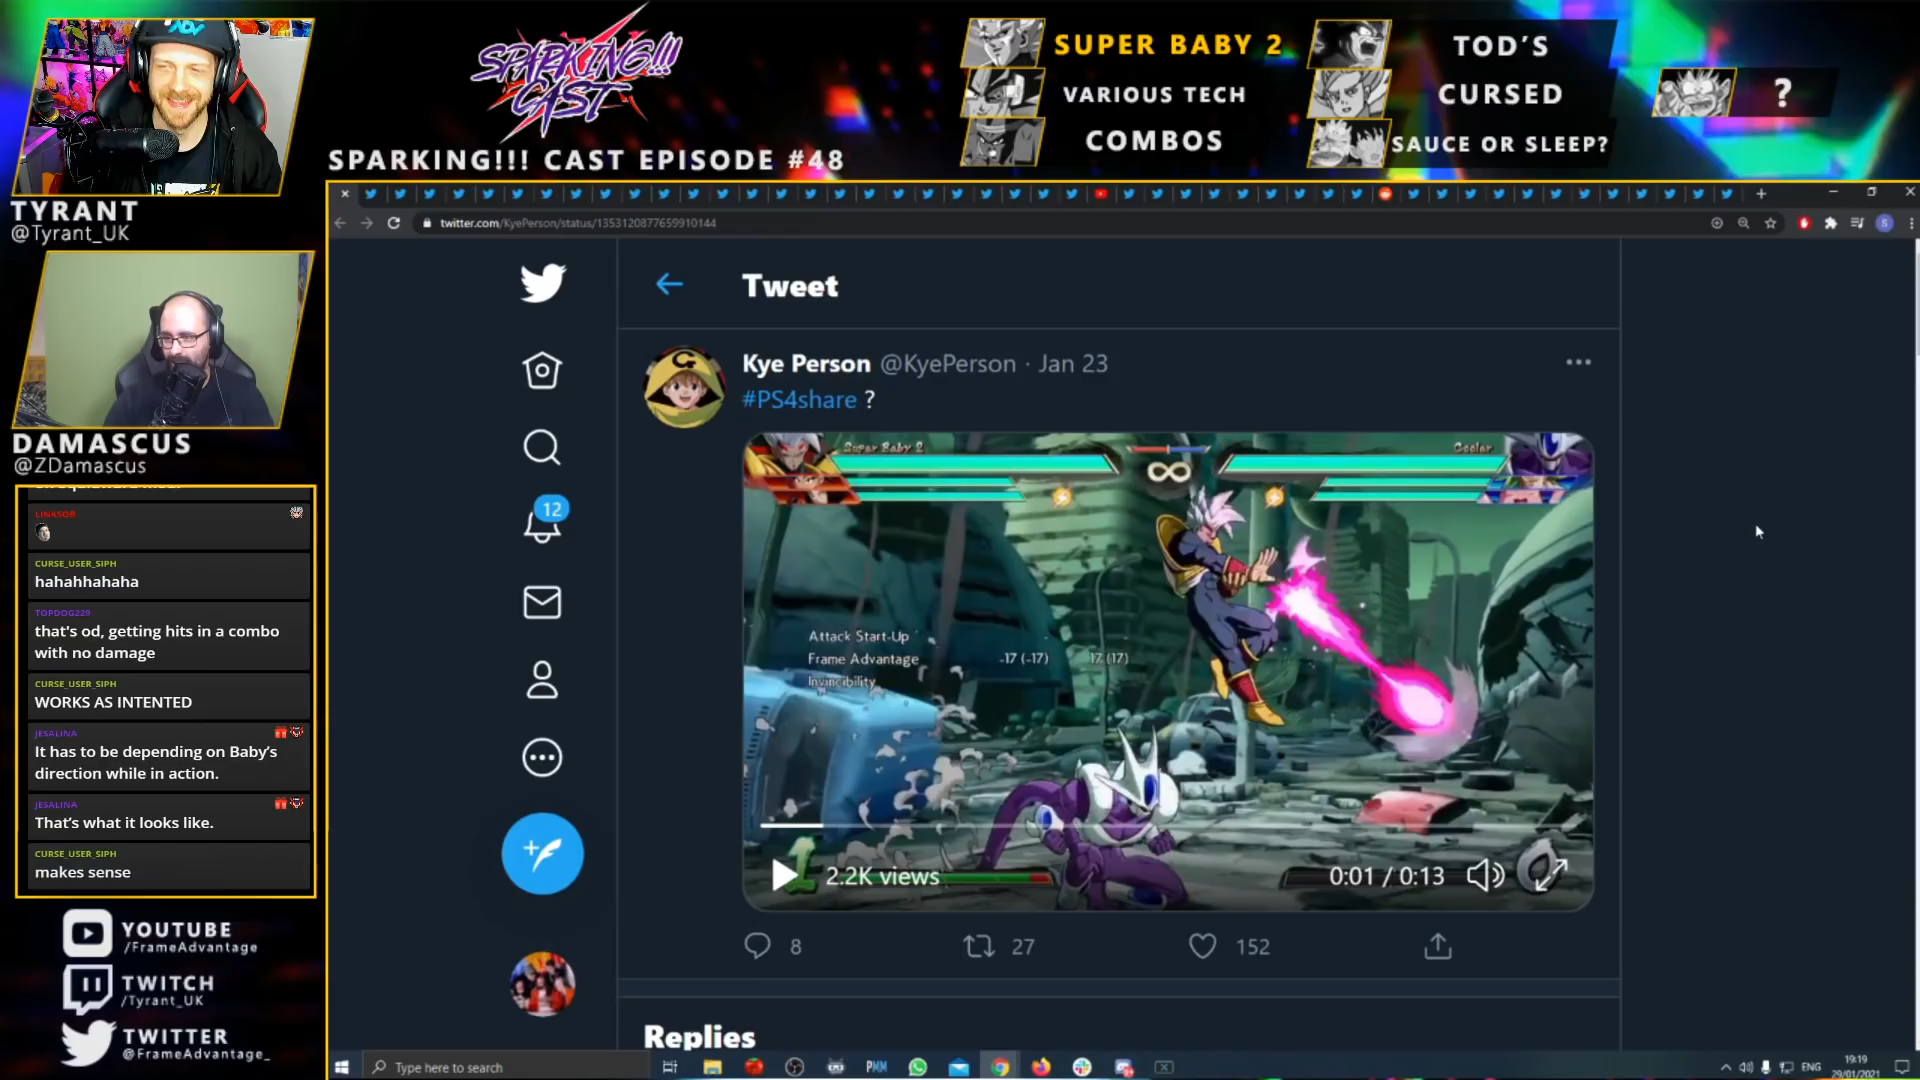 SPARKING!!! CAST
SPARKING!!! CAST EPISODE #48
SUPER BABY 2
VARIOUS TECH
COMBOS
TOD'S
CURSED
SAUCE OR SLEEP?
?
TYRANT
@Tyrant_UK
DAMASCUS
@ZDamascus
LINKSOB
CURSE_USER_SIPH
hahahhahaha
TOPDOG229
that's od, getting hits in a combo
with no damage
CURSE_USER_SIPH
WORKS AS INTENTED
JESALINA
It has to be depending on Baby's
direction while in action.
JESALINA
That's what it looks like.
CURSE_USER_SIPH
makes sense
YOUTUBE
/FrameAdvantage
TWITCH
/Tyrant_UK
TWITTER
@FrameAdvantage_
twitter.com/KyePerson/status/1353120877659910144
Tweet
12
Kye Person @KyePerson · Jan 23
#PS4share ?
Super Baby 2
Cooler
∞
Attack Start-Up
Frame Advantage -17 (-17) 17 (17)
Invincibility
1
2.2K views
0:01 / 0:13
8
27
152
Replies
Type here to search
ENG
19:19
29/01/2021